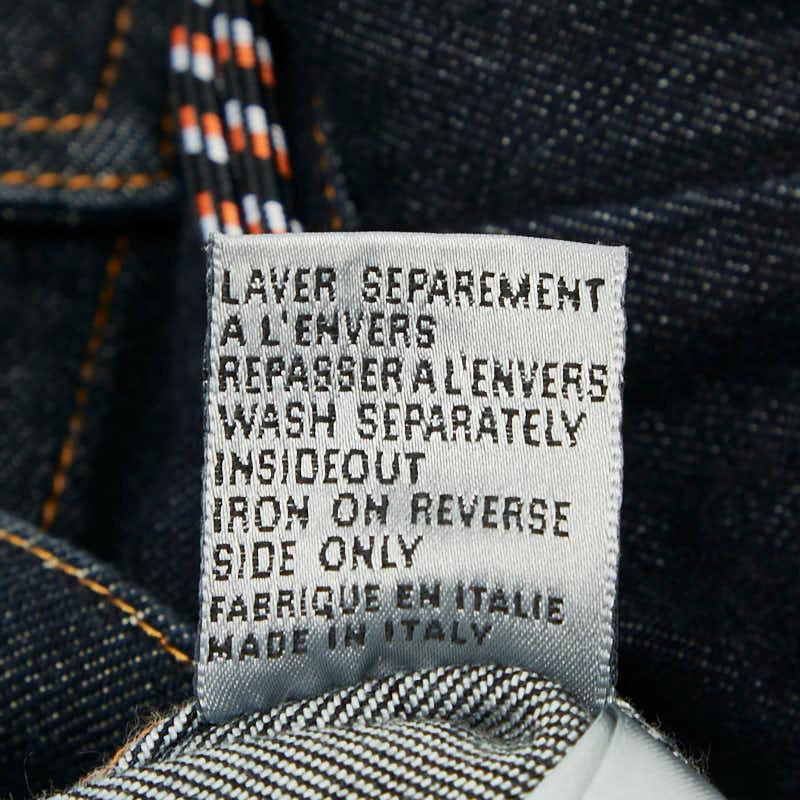 LAVER SEPAREMENT
A L'ENVERS
REPASSER A L'ENVERS
WASH SEPARATELY
INSIDEOUT
IRON ON REVERSE
SIDE ONLY
FABRIQUE EN ITALIE
MADE IN ITALY